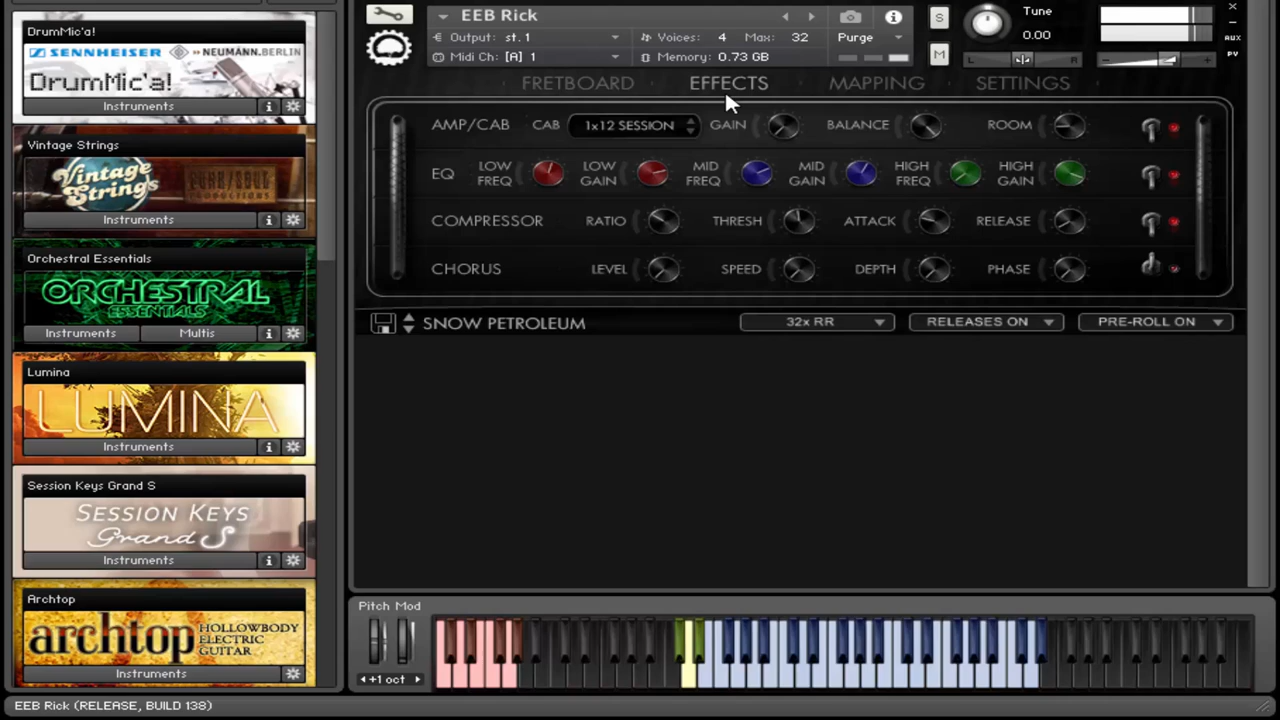 DrumMic'a!
SENNHEISER
NEUMANN.BERLIN
DrumMic'a!
Instruments
Vintage Strings
Vintage
Strings
Instruments
Orchestral Essentials
ORCHESTRAL
ESSENTIALS
Instruments Multis
Lumina
LUMINA
Instruments
Session Keys Grand S
SESSION KEYS
Grand S
Instruments
Archtop
archtop HOLLOWBODY
ELECTRIC
GUITAR
Instruments
EEB Rick
Output: st. 1 Voices: 4 Max: 32 Purge
Midi Ch: [A] 1 Memory: 0.73 GB
S
M
Tune
0.00
L R
AUX
PV
FRETBOARD EFFECTS MAPPING SETTINGS
AMP/CAB CAB 1x12 SESSION GAIN BALANCE ROOM
EQ LOW FREQ LOW GAIN MID FREQ MID GAIN HIGH FREQ HIGH GAIN
COMPRESSOR RATIO THRESH ATTACK RELEASE
CHORUS LEVEL SPEED DEPTH PHASE
SNOW PETROLEUM 32x RR RELEASES ON PRE-ROLL ON
Pitch Mod
+1 oct
EEB Rick (RELEASE, BUILD 138)